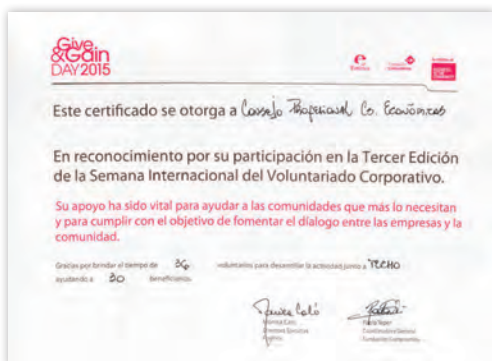 Give
&Gain
DAY2015
Este certificado se otorga a Consejo Profesional Cs. Económicas
En reconocimiento por su participación en la Tercer Edición
de la Semana Internacional del Voluntariado Corporativo.
Su apoyo ha sido vital para ayudar a las comunidades que más lo necesitan
y para cumplir con el objetivo de fomentar el dialogo entre las empresas y la
comunidad.
Gracias por brindar el tiempo de 36 voluntarios para desarrollar la actividad junto a TECHO
ayudando a 30 beneficiarios.